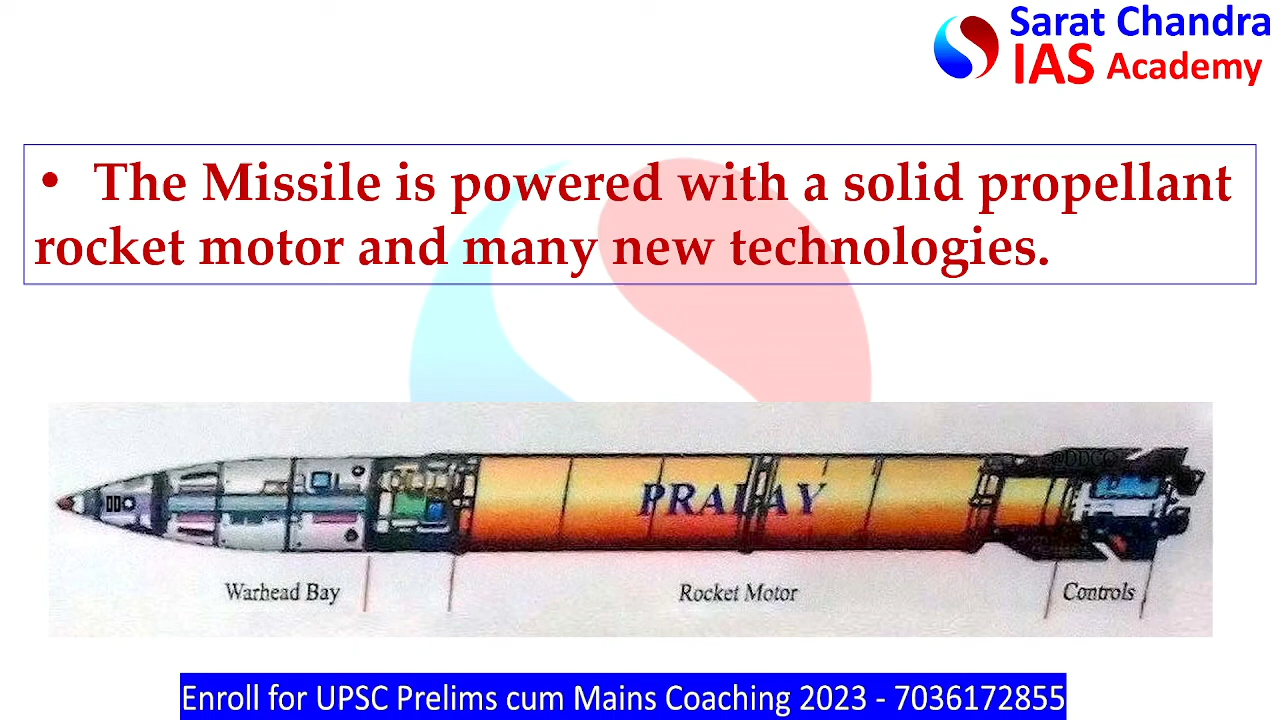 Sarat Chandra
IAS Academy
• The Missile is powered with a solid propellant
rocket motor and many new technologies.
PRALAY
Warhead Bay
Rocket Motor
Controls
Enroll for UPSC Prelims cum Mains Coaching 2023 - 7036172855